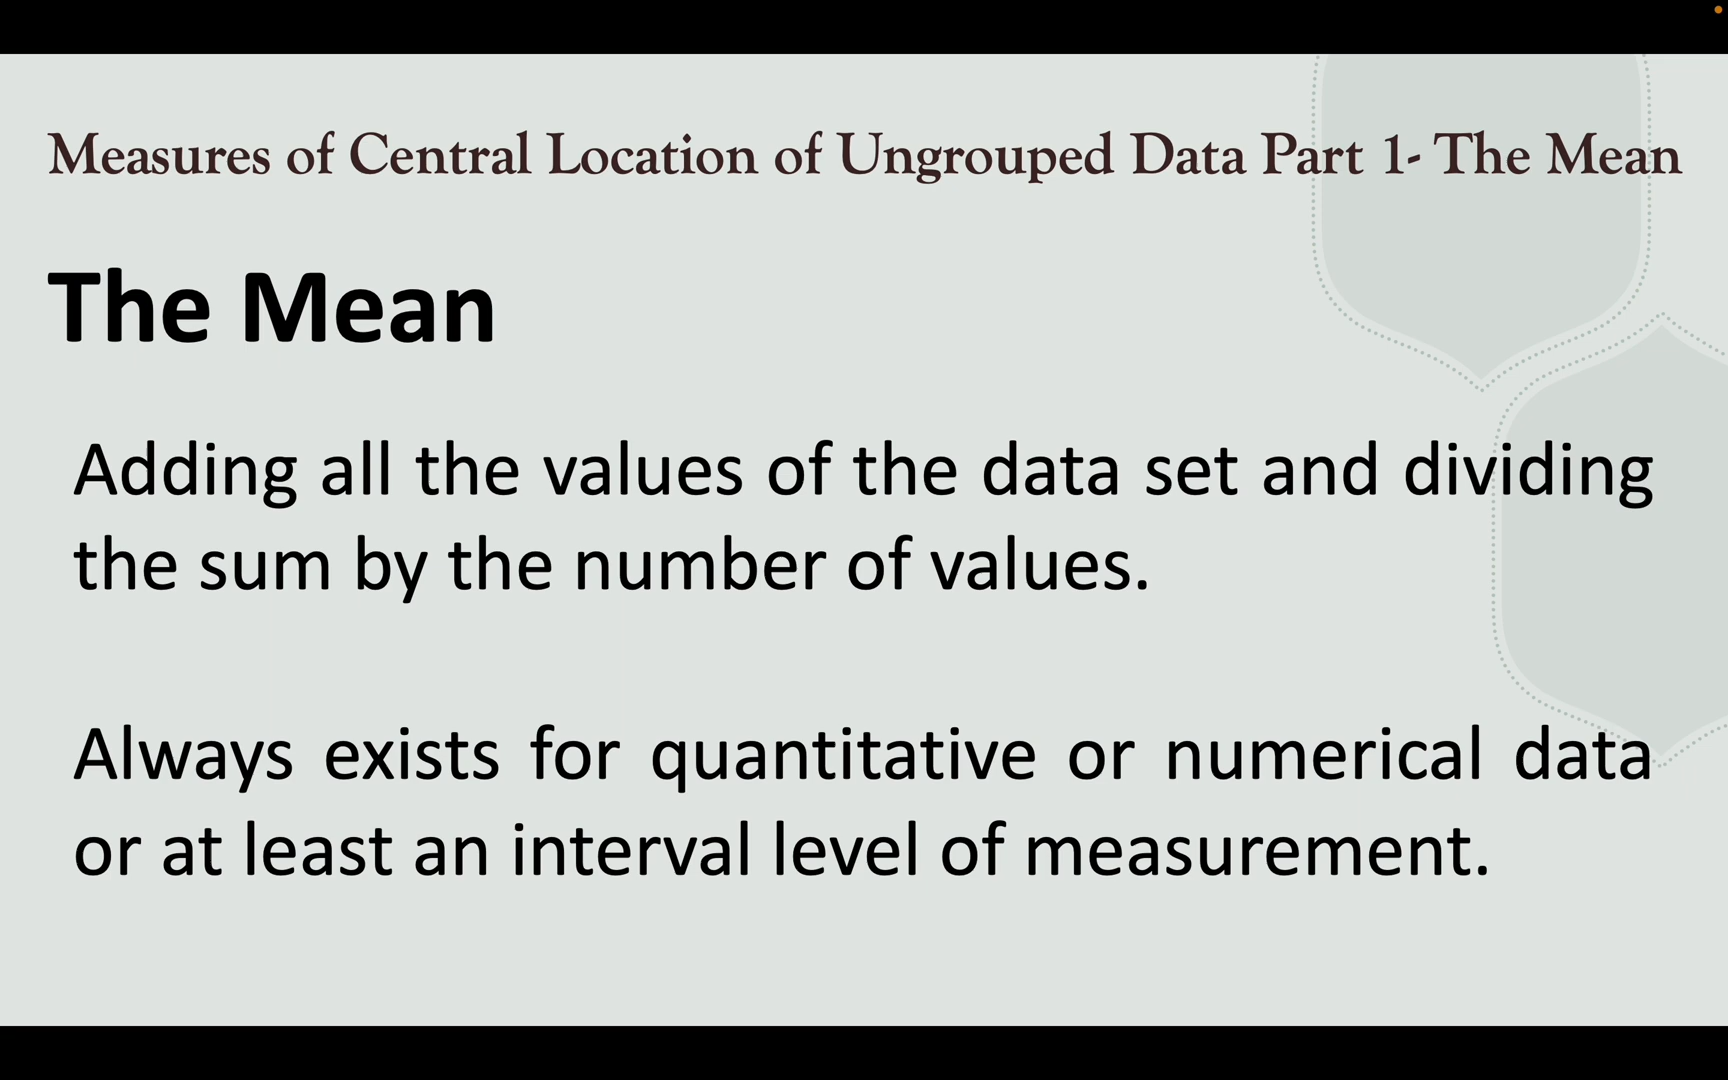 Measures of Central Location of Ungrouped Data Part 1- The Mean
The Mean
Adding all the values of the data set and dividing
the sum by the number of values.
Always exists for quantitative or numerical data
or at least an interval level of measurement.